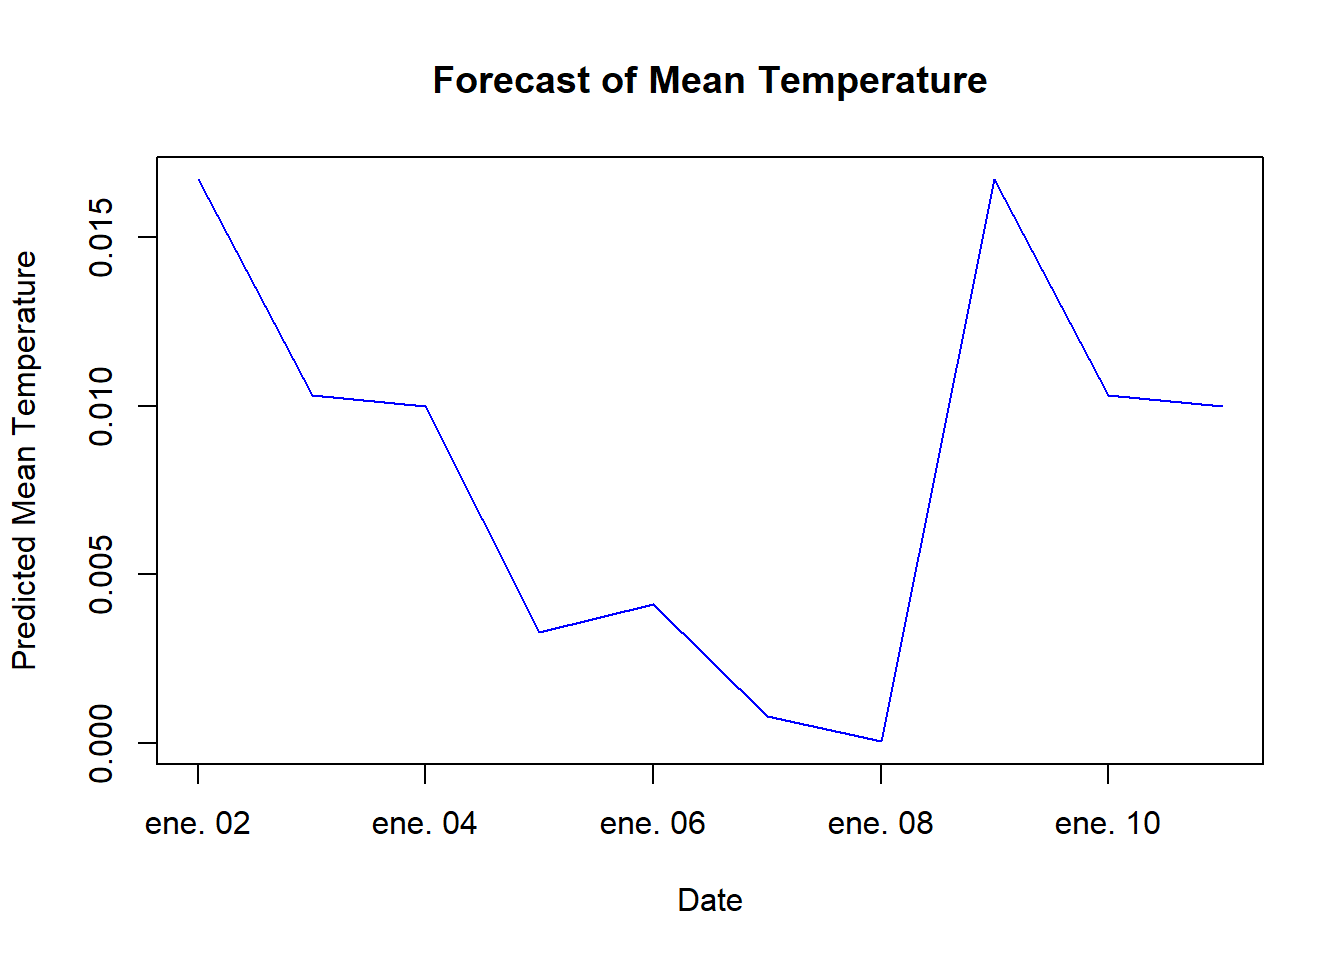 Forecast of Mean Temperature
Predicted Mean Temperature
0.015
0.010
0.005
0.000
ene. 02 ene. 04 ene. 06 ene. 08 ene. 10
Date